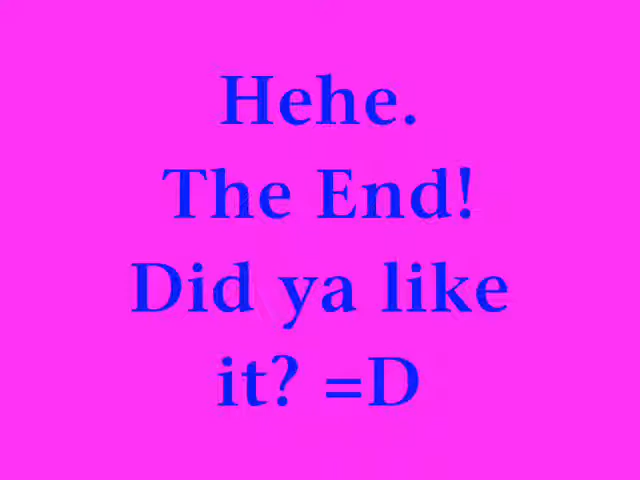 Hehe.
The End!
Did ya like
it? =D